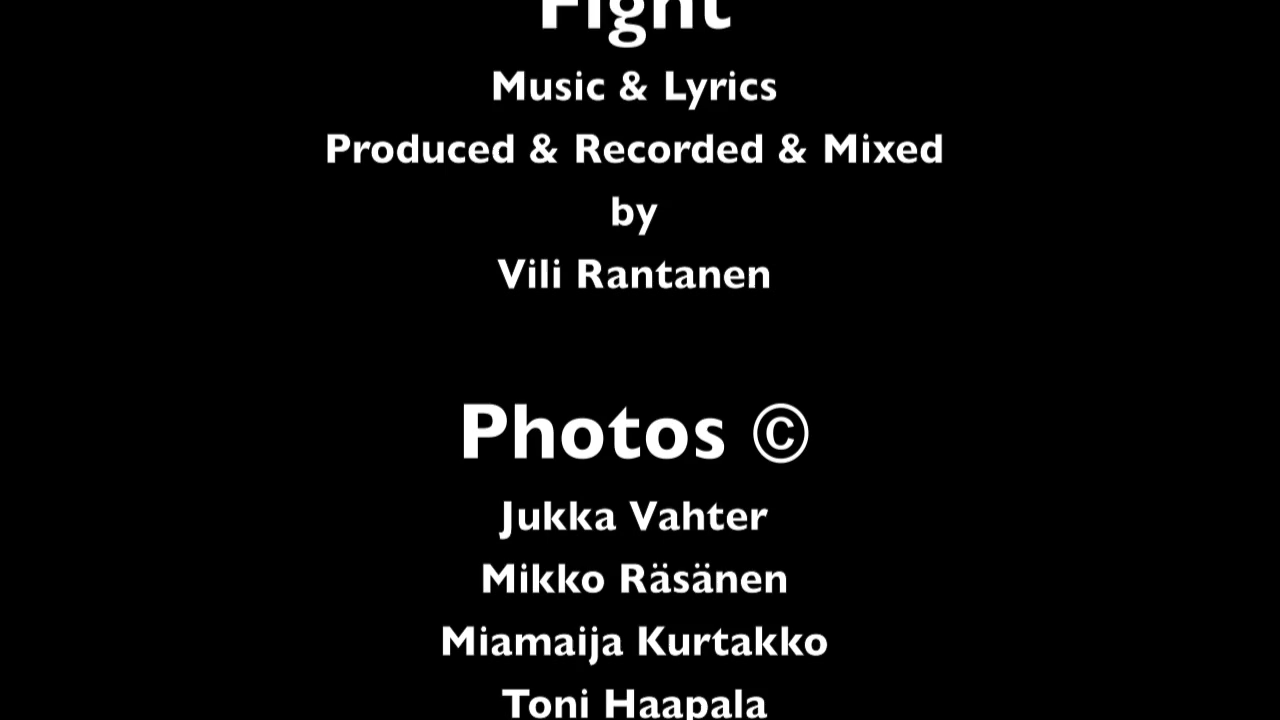 Fight
Music & Lyrics
Produced & Recorded & Mixed
by
Vili Rantanen
Photos ©
Jukka Vahter
Mikko Räsänen
Miamaija Kurtakko
Toni Haapala